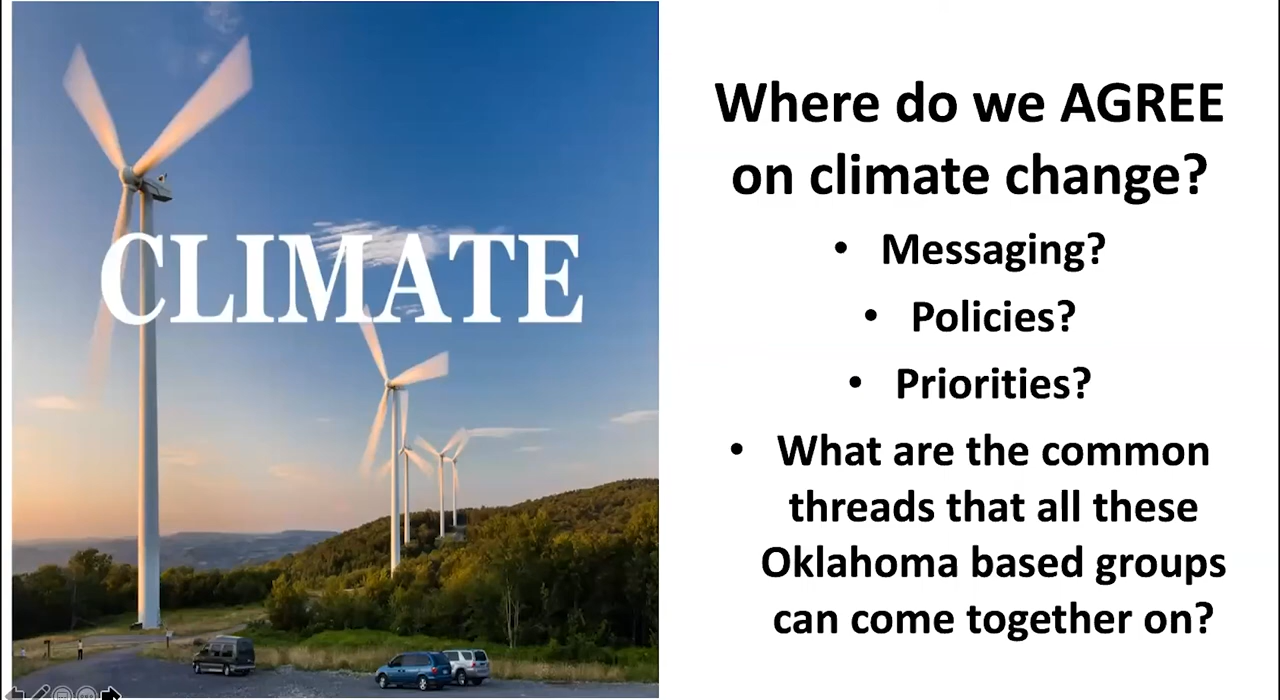 CLIMATE
Where do we AGREE
on climate change?
• Messaging?
• Policies?
• Priorities?
• What are the common
threads that all these
Oklahoma based groups
can come together on?